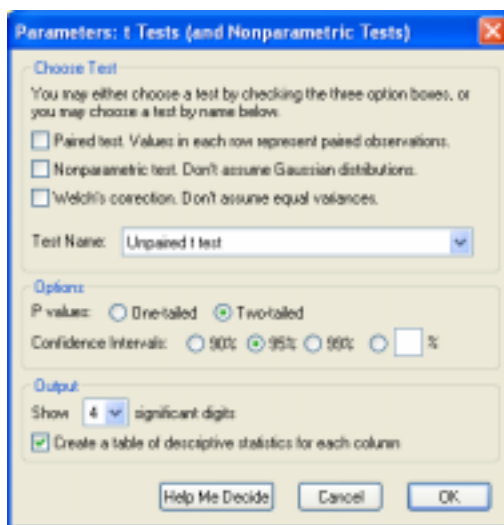 Parameters: t Tests (and Nonparametric Tests)
Choose Test
You may either choose a test by checking the three option boxes, or
you may choose a test by name below.
Paired test. Values in each row represent paired observations.
Nonparametric test. Don't assume Gaussian distributions.
Welch's correction. Don't assume equal variances.
Test Name: Unpaired t test
Options
P values: One-tailed Two-tailed
Confidence Intervals: 90% 95% 99% %
Output
Show 4 significant digits
Create a table of descriptive statistics for each column
Help Me Decide Cancel OK